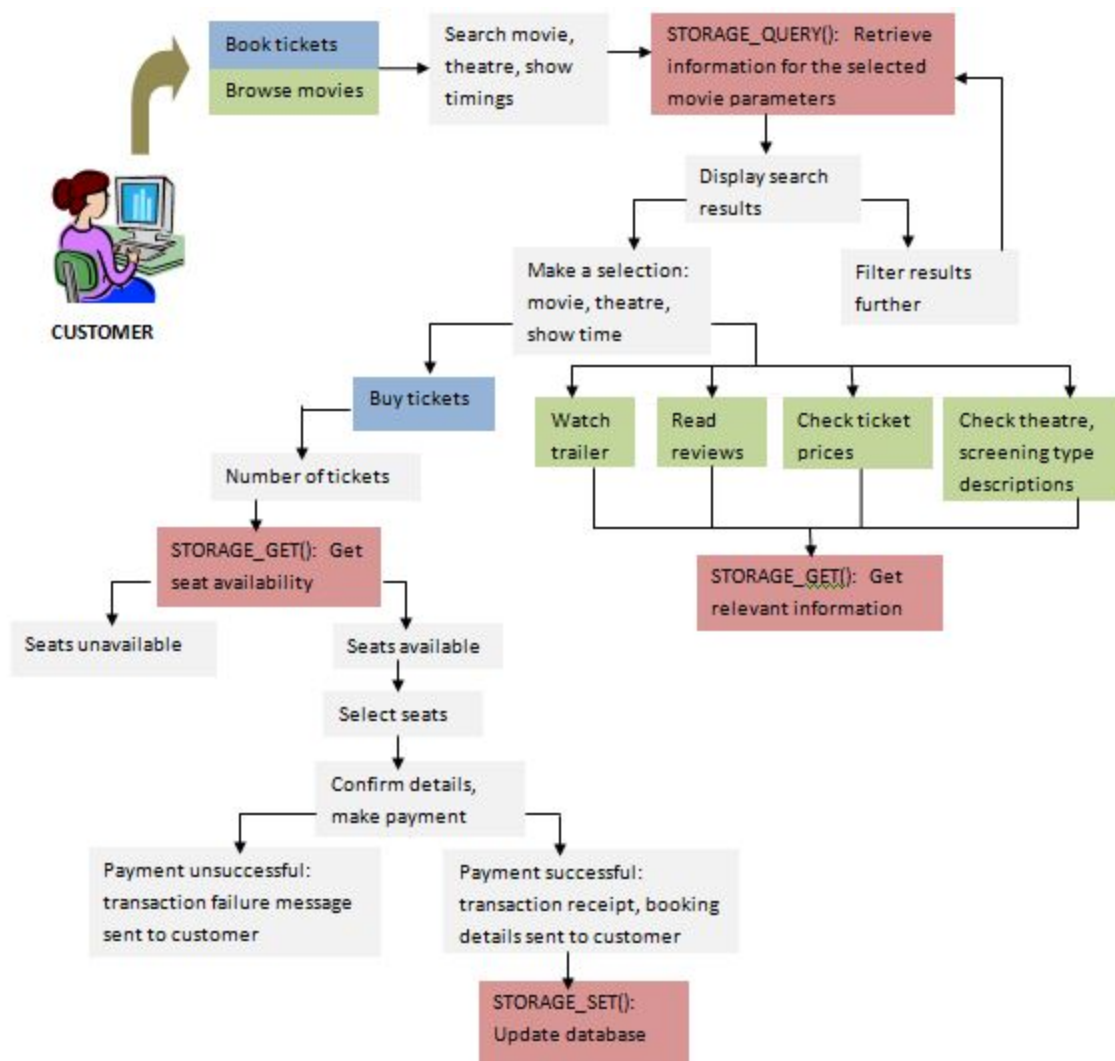 Book tickets
Browse movies
Search movie,
theatre, show
timings
STORAGE_QUERY(): Retrieve
information for the selected
movie parameters
Display search
results
CUSTOMER
Make a selection:
movie, theatre,
show time
Filter results
further
Buy tickets
Watch
trailer
Read
reviews
Check ticket
prices
Check theatre,
screening type
descriptions
Number of tickets
STORAGE_GET(): Get
seat availability
STORAGE_GET(): Get
relevant information
Seats unavailable
Seats available
Select seats
Confirm details,
make payment
Payment unsuccessful:
transaction failure message
sent to customer
Payment successful:
transaction receipt, booking
details sent to customer
STORAGE_SET():
Update database